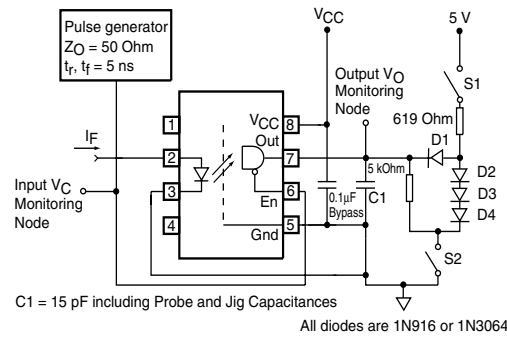 Pulse generator
ZO = 50 Ohm
tr, tf = 5 ns
VCC
5 V
Output VO
Monitoring
Node
S1
619 Ohm
IF
1
2
3
4
VCC
Out
En
Gnd
8
7
6
5
D1
5 kOhm
D2
D3
D4
0.1µF
Bypass
C1
Input VC
Monitoring
Node
S2
C1 = 15 pF including Probe and Jig Capacitances
All diodes are 1N916 or 1N3064